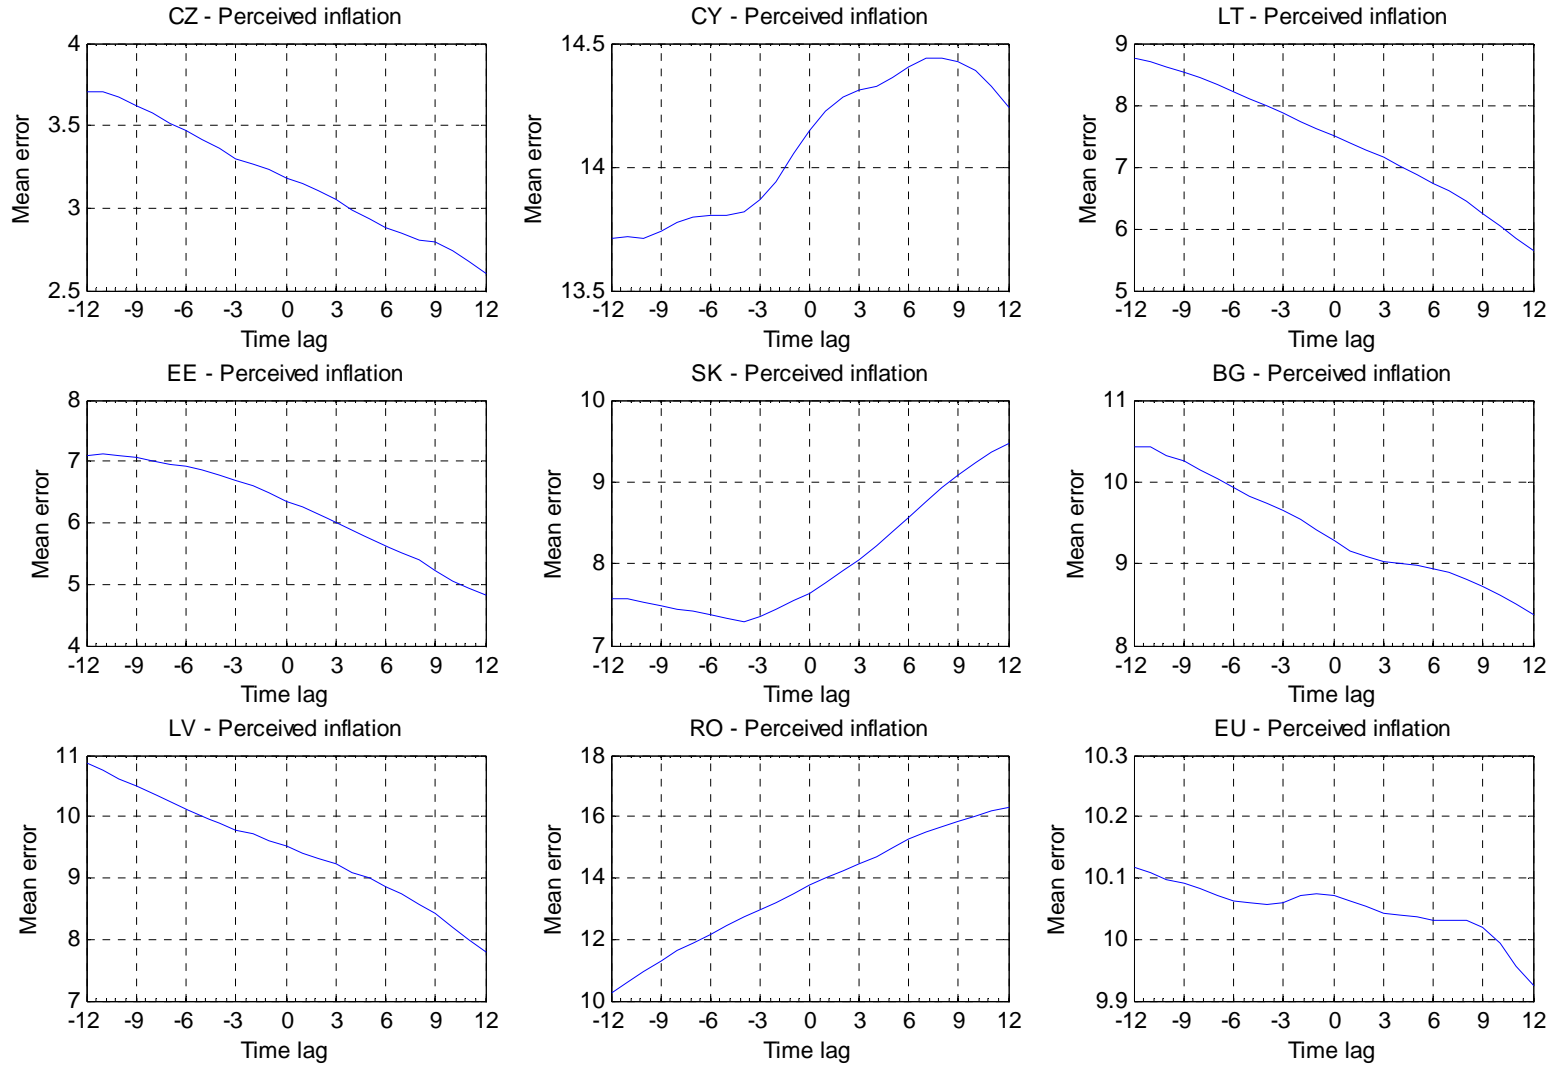 CZ - Perceived inflation
4
3.5
3
2.5
Mean error
-12 -9 -6 -3 0 3 6 9 12
Time lag
CY - Perceived inflation
14.5
14
13.5
Mean error
-12 -9 -6 -3 0 3 6 9 12
Time lag
LT - Perceived inflation
9
8
7
6
5
Mean error
-12 -9 -6 -3 0 3 6 9 12
Time lag
EE - Perceived inflation
8
7
6
5
4
Mean error
-12 -9 -6 -3 0 3 6 9 12
Time lag
SK - Perceived inflation
10
9
8
7
Mean error
-12 -9 -6 -3 0 3 6 9 12
Time lag
BG - Perceived inflation
11
10
9
8
Mean error
-12 -9 -6 -3 0 3 6 9 12
Time lag
LV - Perceived inflation
11
10
9
8
7
Mean error
-12 -9 -6 -3 0 3 6 9 12
Time lag
RO - Perceived inflation
18
16
14
12
10
Mean error
-12 -9 -6 -3 0 3 6 9 12
Time lag
EU - Perceived inflation
10.3
10.2
10.1
10
9.9
Mean error
-12 -9 -6 -3 0 3 6 9 12
Time lag